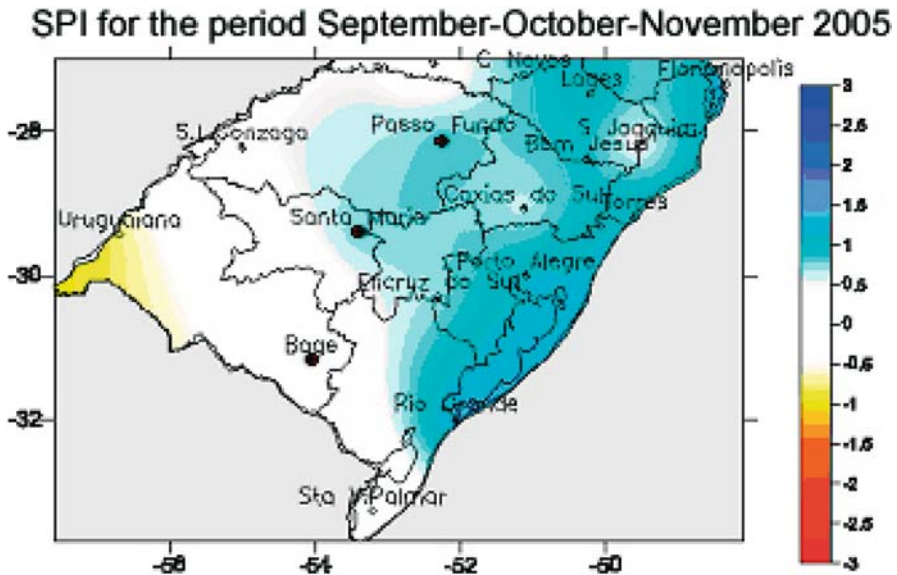 SPI for the period September-October-November 2005
C. Novos
Florionopolis
Lages
S.L.Gonzaga
Passo Fundo
S. Joaquim
Bom Jesus
Caxias do Sul
Torres
Uruguaiana
Santa Maria
Porto Alegre
Encruz do Sul
Bage
Rio Grande
Sta V.Palmar
-28
-30
-32
-56
-54
-52
-50
3
2.5
2
1.5
1
0.5
-0
-0.5
-1
-1.5
-2
-2.5
-3